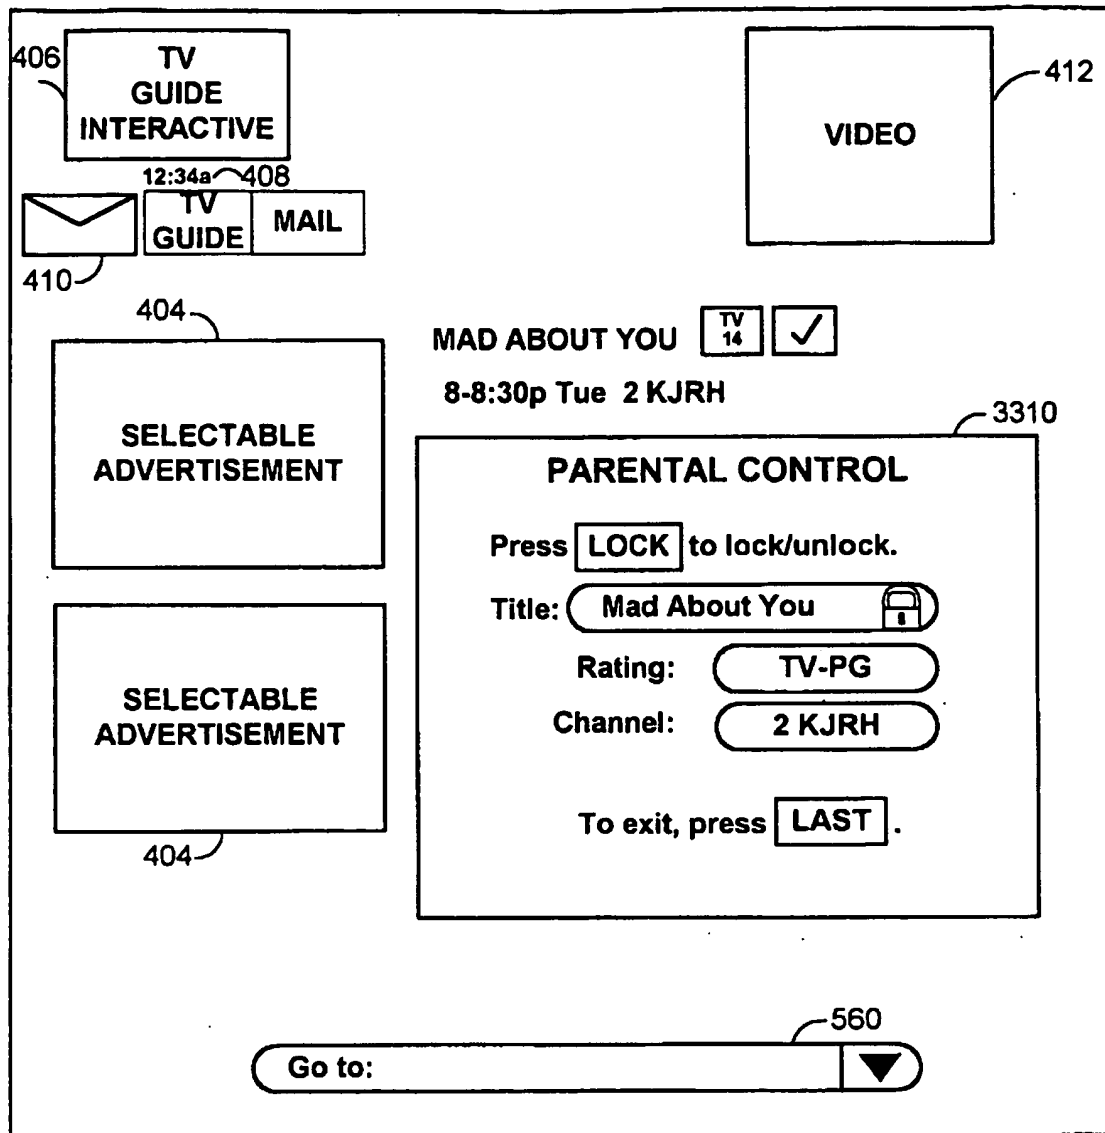 406
TV
GUIDE
INTERACTIVE
VIDEO
412
12:34a
408
TV
GUIDE
MAIL
410
404
SELECTABLE
ADVERTISEMENT
MAD ABOUT YOU
TV
14
8-8:30p Tue 2 KJRH
3310
PARENTAL CONTROL
Press LOCK to lock/unlock.
Title: Mad About You
Rating: TV-PG
Channel: 2 KJRH
To exit, press LAST .
SELECTABLE
ADVERTISEMENT
404
560
Go to: